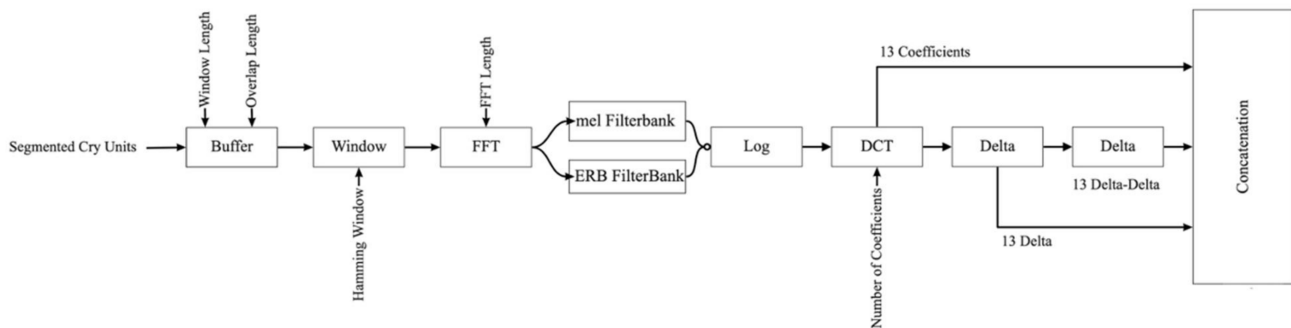 Segmented Cry Units
Window Length
Overlap Length
Buffer
Window
Hamming Window
FFT Length
FFT
mel Filterbank
ERB FilterBank
Log
DCT
Number of Coefficients
13 Coefficients
Delta
13 Delta
Delta
13 Delta-Delta
Concatenation